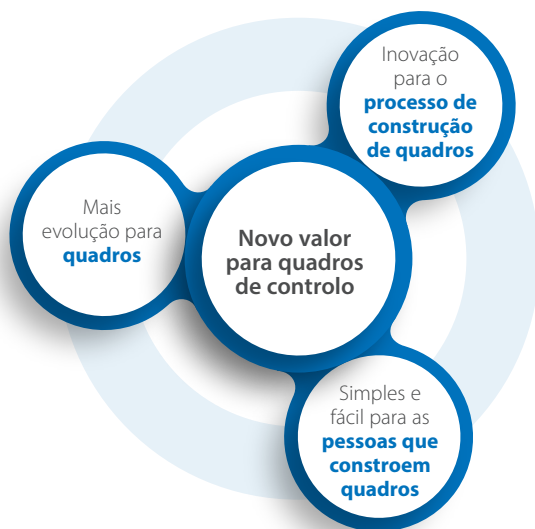 Inovação
para o
processo de
construção
de quadros
Mais
evolução para
quadros
Novo valor
para quadros
de controlo
Simples e
fácil para as
pessoas que
constroem
quadros